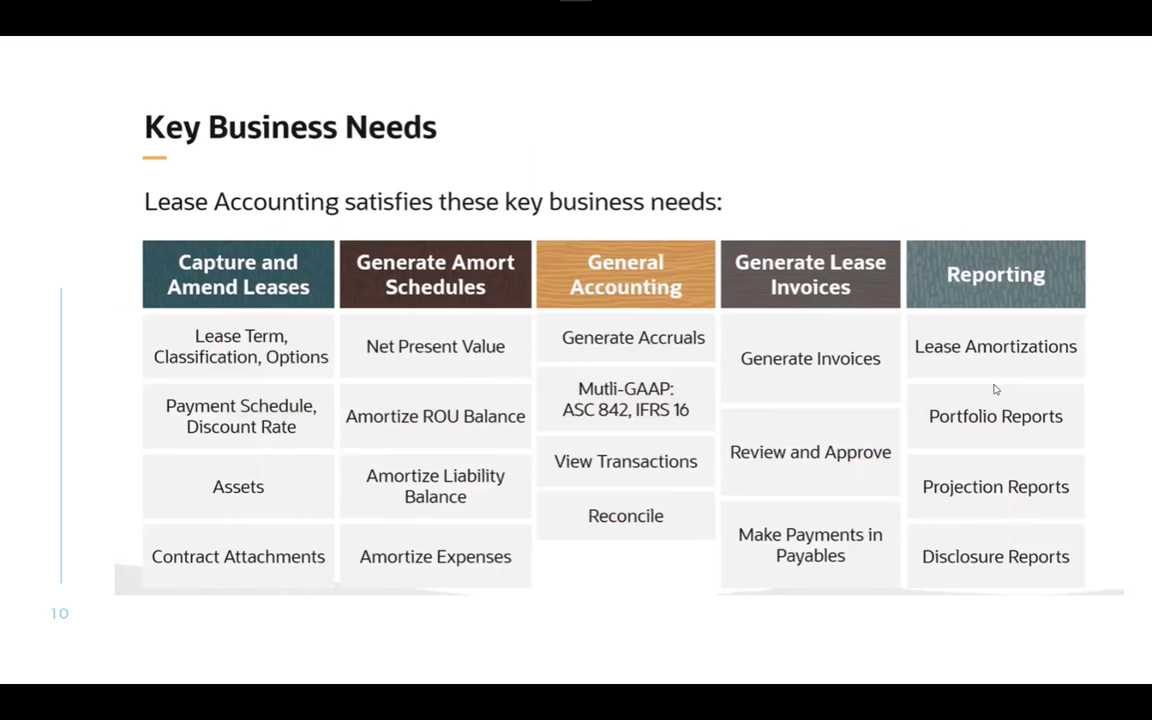 Key Business Needs
Lease Accounting satisfies these key business needs:
Capture and
Amend Leases
Lease Term,
Classification, Options
Payment Schedule,
Discount Rate
Assets
Contract Attachments
Generate Amort
Schedules
Net Present Value
Amortize ROU Balance
Amortize Liability
Balance
Amortize Expenses
General
Accounting
Generate Accruals
Mutli-GAAP:
ASC 842, IFRS 16
View Transactions
Reconcile
Generate Lease
Invoices
Generate Invoices
Review and Approve
Make Payments in
Payables
Reporting
Lease Amortizations
Portfolio Reports
Projection Reports
Disclosure Reports
10